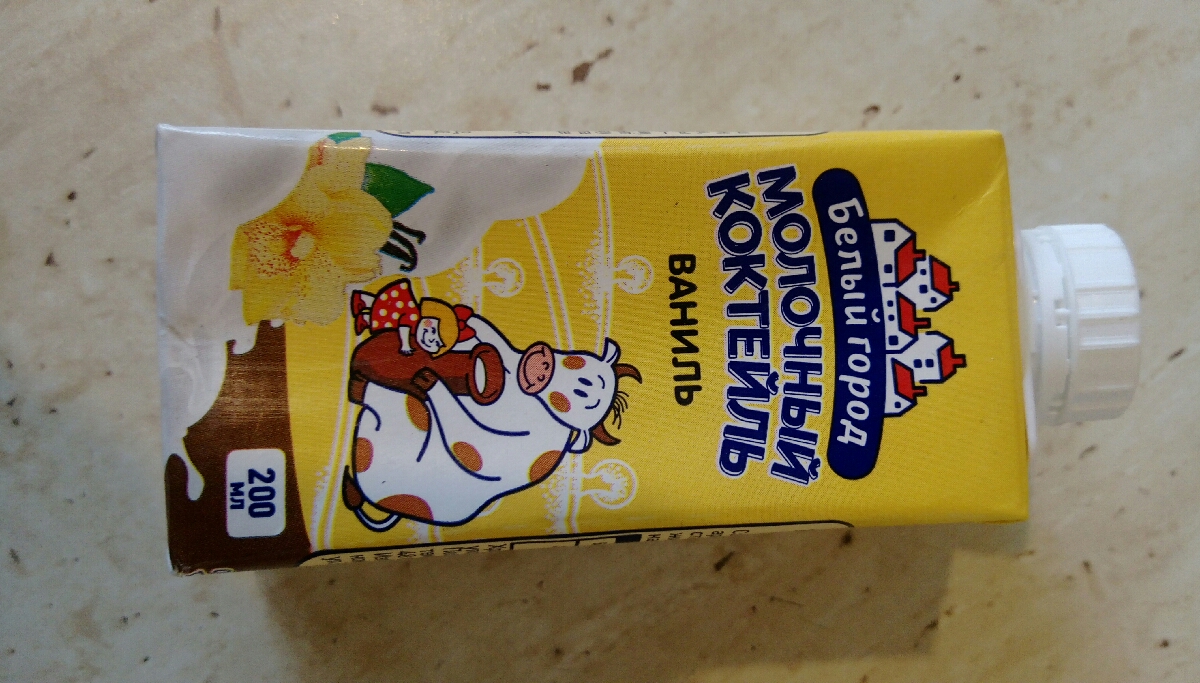 Белый город
МОЛОЧНЫЙ
КОКТЕЙЛЬ
ВАНИЛЬ
200
МЛ